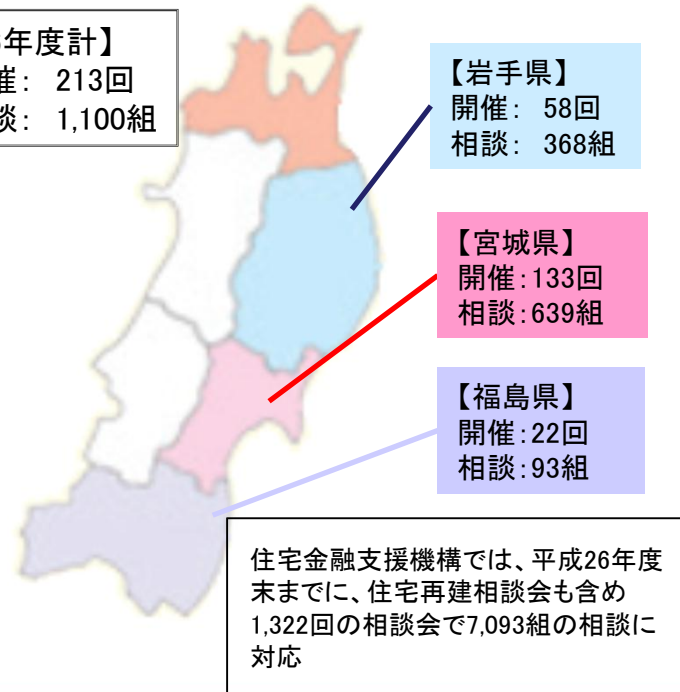 年度計】
催： 213回
談： 1,100組
【岩手県】
開催： 58回
相談： 368組
【宮城県】
開催：133回
相談：639組
【福島県】
開催：22回
相談：93組
住宅金融支援機構では、平成26年度
末までに、住宅再建相談会も含め
1,322回の相談会で7,093組の相談に
対応